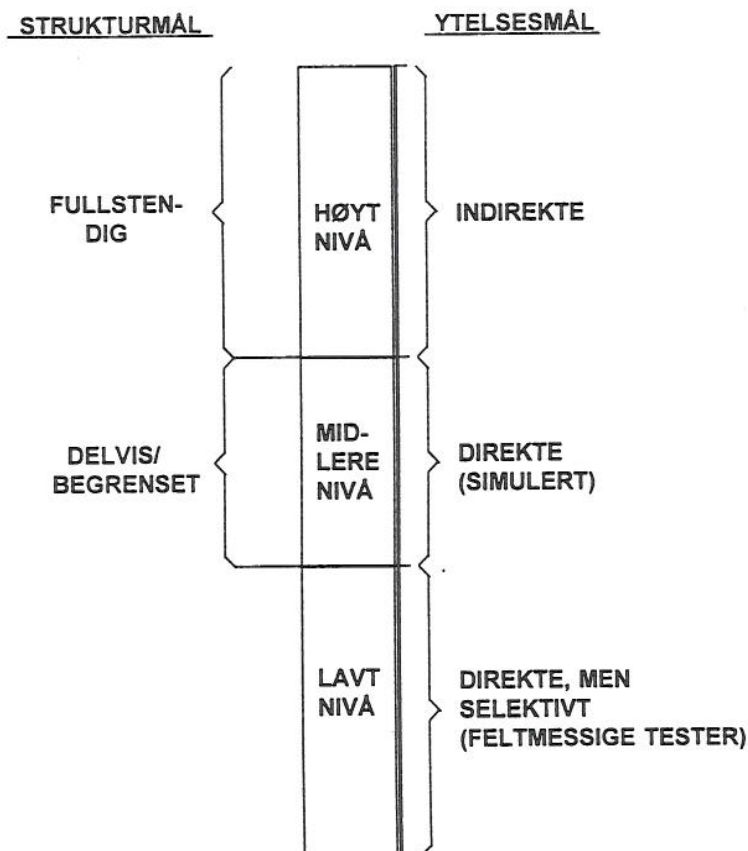 STRUKTURMÅL
YTELSESMÅL
FULLSTEN-
DIG
HØYT
NIVÅ
INDIREKTE
DELVIS/
BEGRENSET
MID-
LERE
NIVÅ
DIREKTE
(SIMULERT)
LAVT
NIVÅ
DIREKTE, MEN
SELEKTIVT
(FELTMESSIGE TESTER)